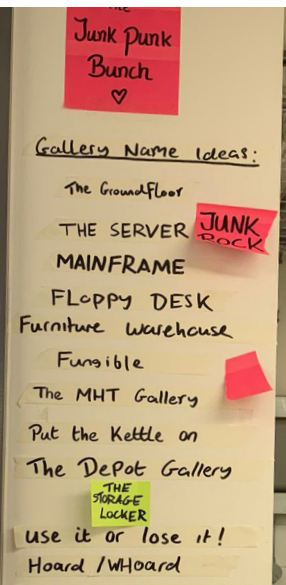 The
Junk Punk
Bunch
♡
Gallery Name Ideas:
The Groundfloor
THE SERVER
JUNK
ROCK
MAINFRAME
FLOPPY DESK
Furniture Warehouse
Fungible
The MHT Gallery
Put the Kettle on
The Depot Gallery
THE
STORAGE
LOCKER
use it or lose it!
Hoard / WHoard